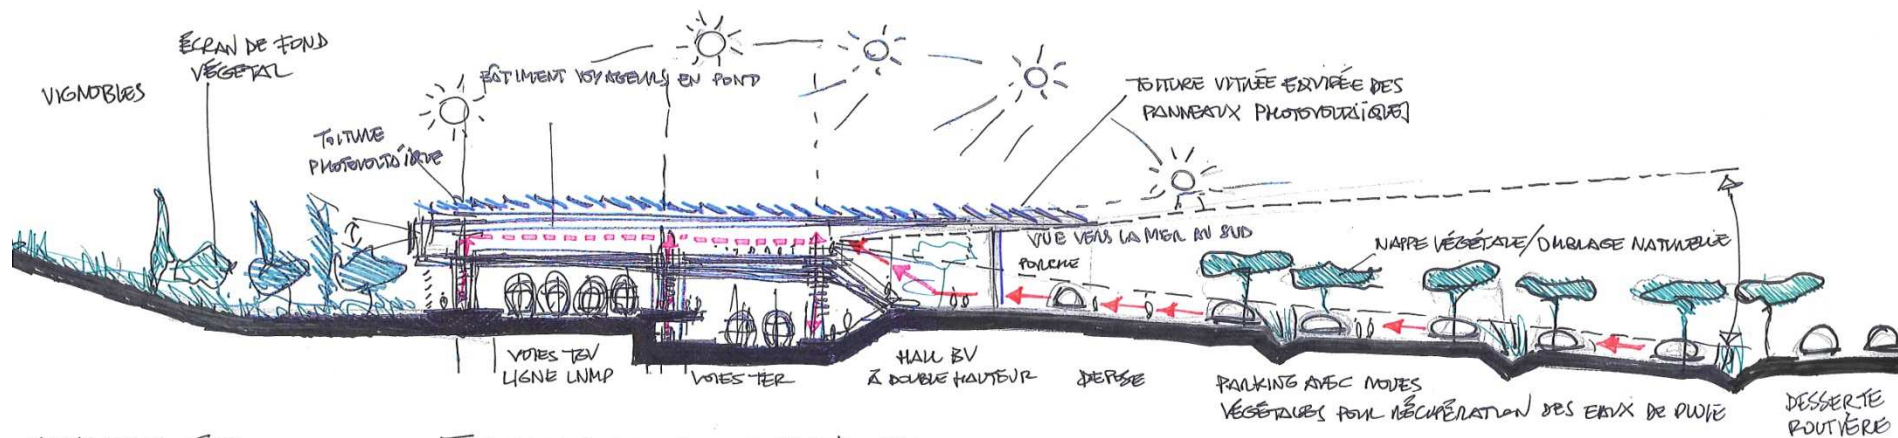 VIGNOBLES
ÉCRAN DE FOND
VÉGÉTAL
TOITURE
PHOTOVOLTAÏQUE
BÂTIMENT VOYAGEURS EN FOND
TOITURE VITRÉE
DES
PANNEAUX PHOTOVOLTAÏQUES
VUE VERS LA MER AU SUD
PORCHE
NAPPE VÉGÉTALE/OMBRAGE NATURELLE
VOIES TGV
LIGNE LNMP
VOIES TER
HALL BV
À DOUBLE HAUTEUR
DEPOSE
PARKING AVEC NOUES
VÉGÉTALES POUR RÉCUPÉRATION DES EAUX DE PLUIE
DESSERTE
ROUTIÈRE